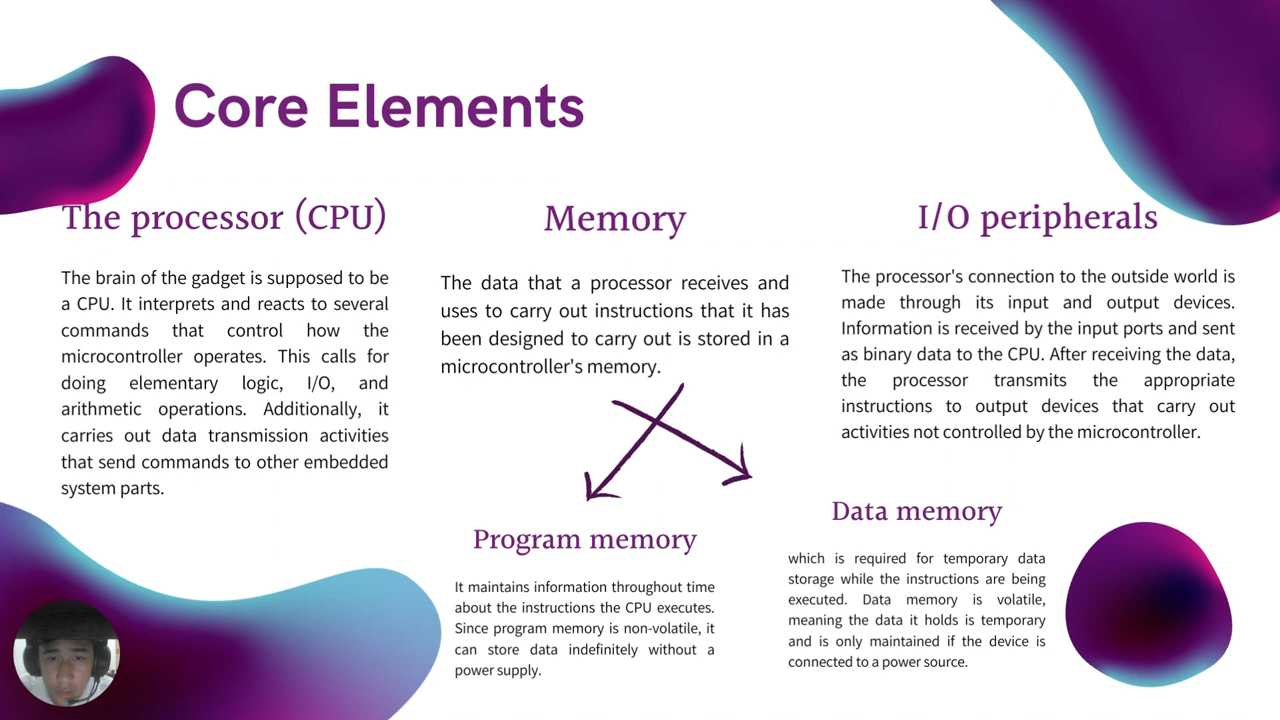 Core Elements
The processor (CPU)
The brain of the gadget is supposed to be
a CPU. It interprets and reacts to several
commands that control how the
microcontroller operates. This calls for
doing elementary logic, I/O, and
arithmetic operations. Additionally, it
carries out data transmission activities
that send commands to other embedded
system parts.
Memory
The data that a processor receives and
uses to carry out instructions that it has
been designed to carry out is stored in a
microcontroller's memory.
Program memory
It maintains information throughout time
about the instructions the CPU executes.
Since program memory is non-volatile, it
can store data indefinitely without a
power supply.
Data memory
which is required for temporary data
storage while the instructions are being
executed. Data memory is volatile,
meaning the data it holds is temporary
and is only maintained if the device is
connected to a power source.
I/O peripherals
The processor's connection to the outside world is
made through its input and output devices.
Information is received by the input ports and sent
as binary data to the CPU. After receiving the data,
the processor transmits the appropriate
instructions to output devices that carry out
activities not controlled by the microcontroller.